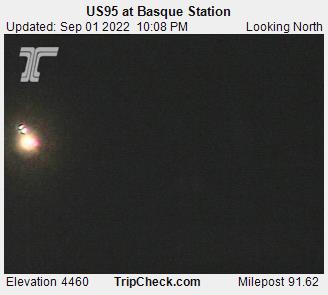 US95 at Basque Station
Updated: Sep 01 2022 10:08 PM Looking North
Elevation 4460 TripCheck.com Milepost 91.62